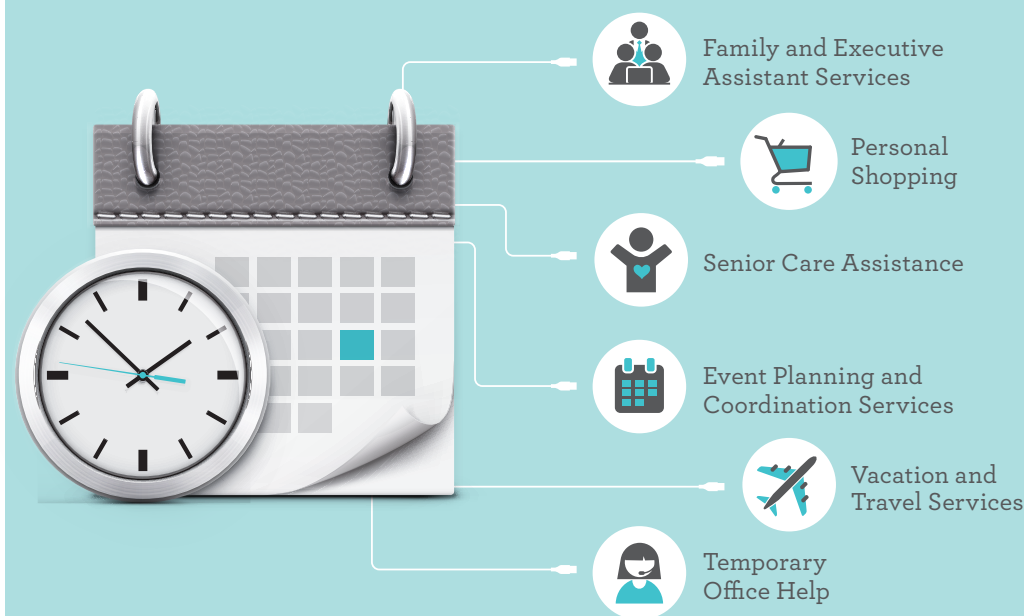 Family and Executive
Assistant Services
Personal
Shopping
Senior Care Assistance
Event Planning and
Coordination Services
Vacation and
Travel Services
Temporary
Office Help